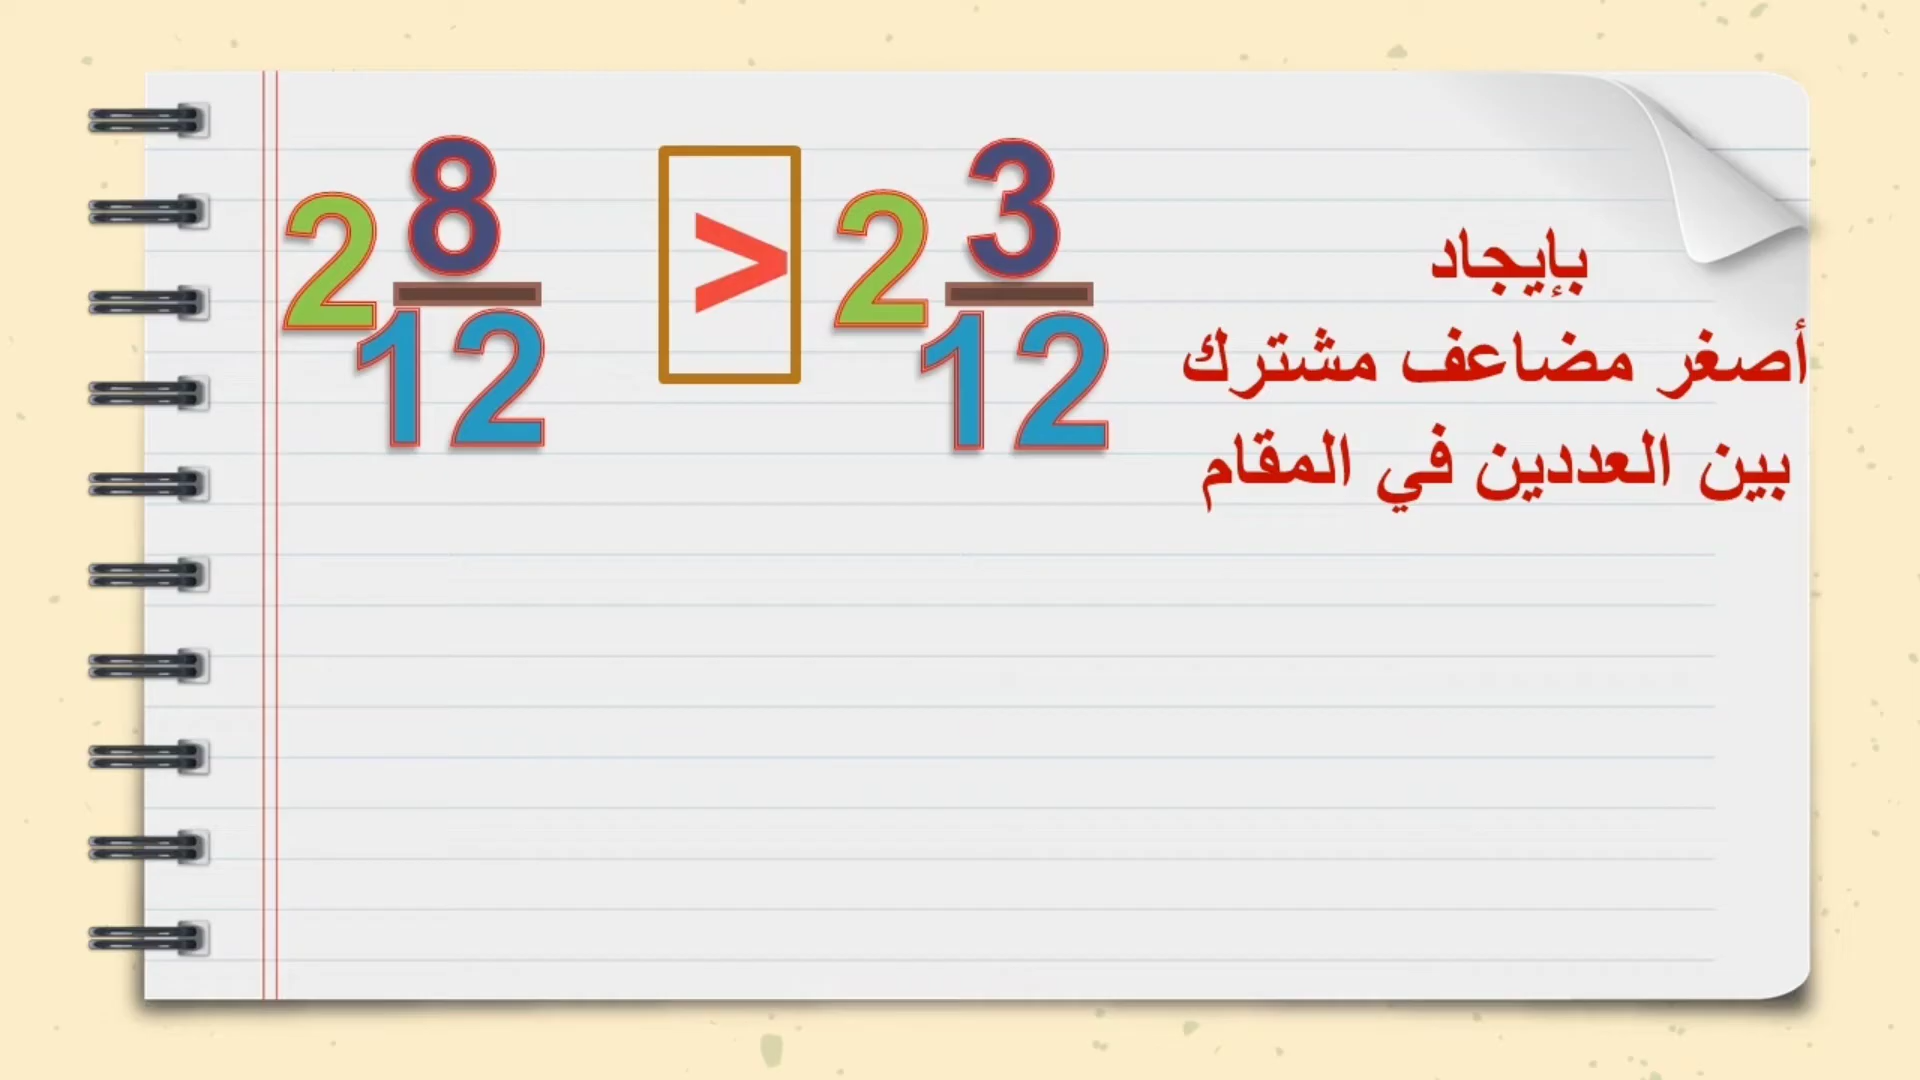 2 8/12 > 2 3/12
بإيجاد
أصغر مضاعف مشترك
بين العددين في المقام